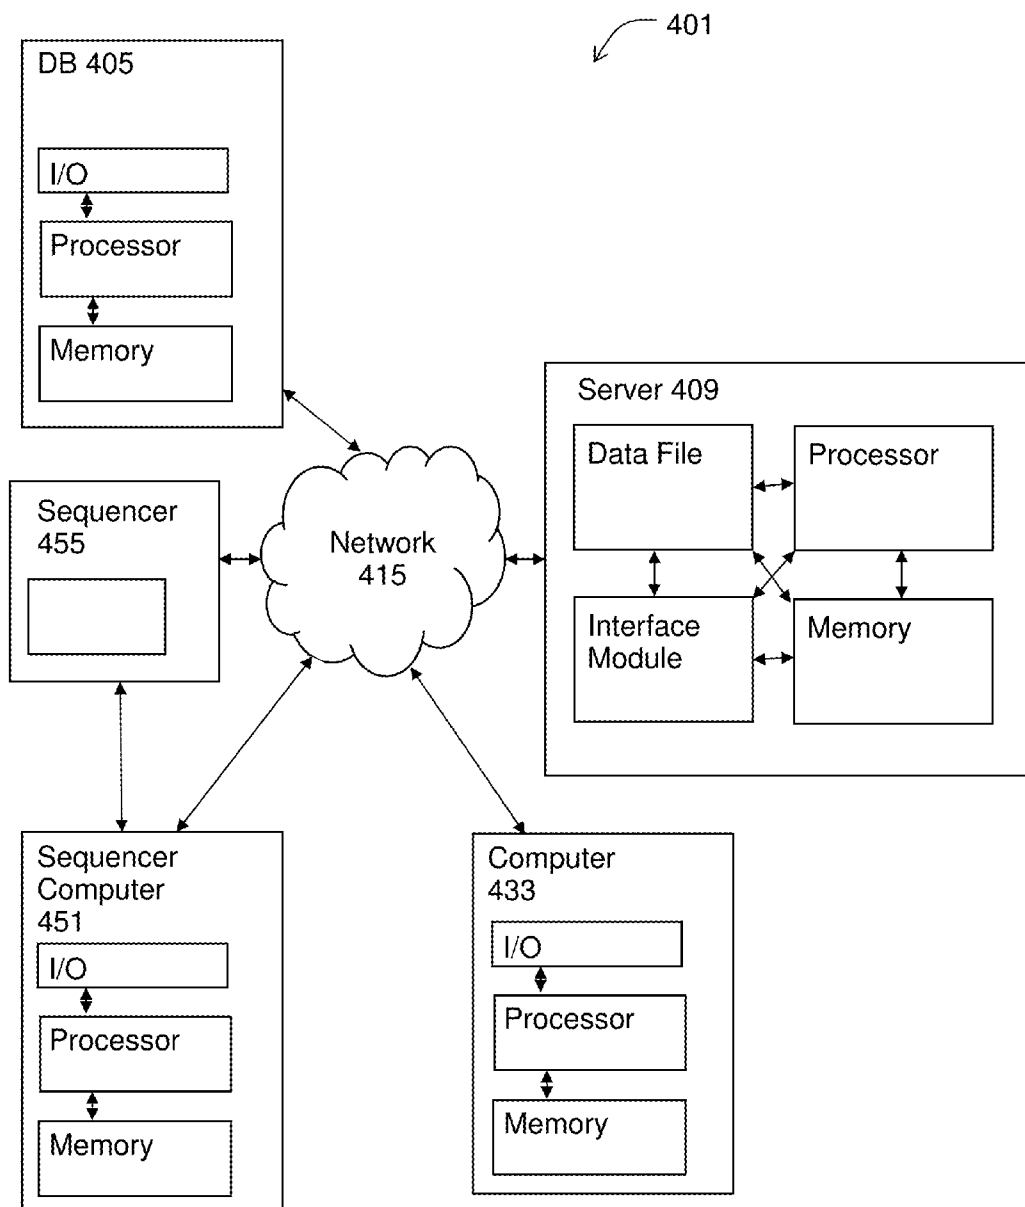 401
DB 405
I/O
Processor
Memory
Server 409
Data File
Processor
Interface
Module
Memory
Sequencer
455
Network
415
Sequencer
Computer
451
I/O
Processor
Memory
Computer
433
I/O
Processor
Memory